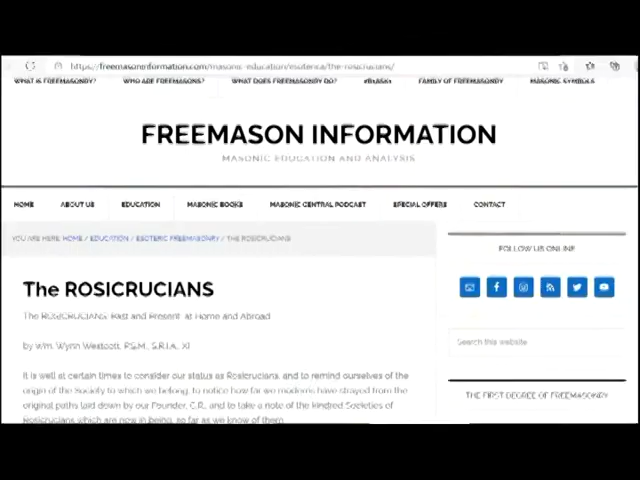 https://freemasoninformation.com/masonic-education/esoterica/the-rosicrucians/
WHAT IS FREEMASONRY? WHO ARE FREEMASONS? WHAT DOES FREEMASONRY DO? FAMILY OF FREEMASONRY MASONIC SYMBOLS
FREEMASON INFORMATION
MASONIC EDUCATION AND ANALYSIS
HOME ABOUT US EDUCATION MASONIC BOOKS MASONIC CENTRAL PODCAST SPECIAL OFFERS CONTACT
YOU ARE HERE: HOME / EDUCATION / ESOTERIC FREEMASONRY / THE ROSICRUCIANS
The ROSICRUCIANS
The ROSICRUCIANS: Past and Present, at Home and Abroad
by Wm. Wynn Westcott, P.S.M., S.R.I.A., XI
It is well at certain times to consider our status as Rosicrucians, and to remind ourselves of the
origin of the Society to which we belong, to notice how far we moderns have strayed from the
original paths laid down by our Founder, C.R., and to take a note of the kindred Societies of
Rosicrucians which are now in being, so far as we know of them.
FOLLOW US ONLINE
Search this website
THE FIRST DEGREE OF FREEMASONRY